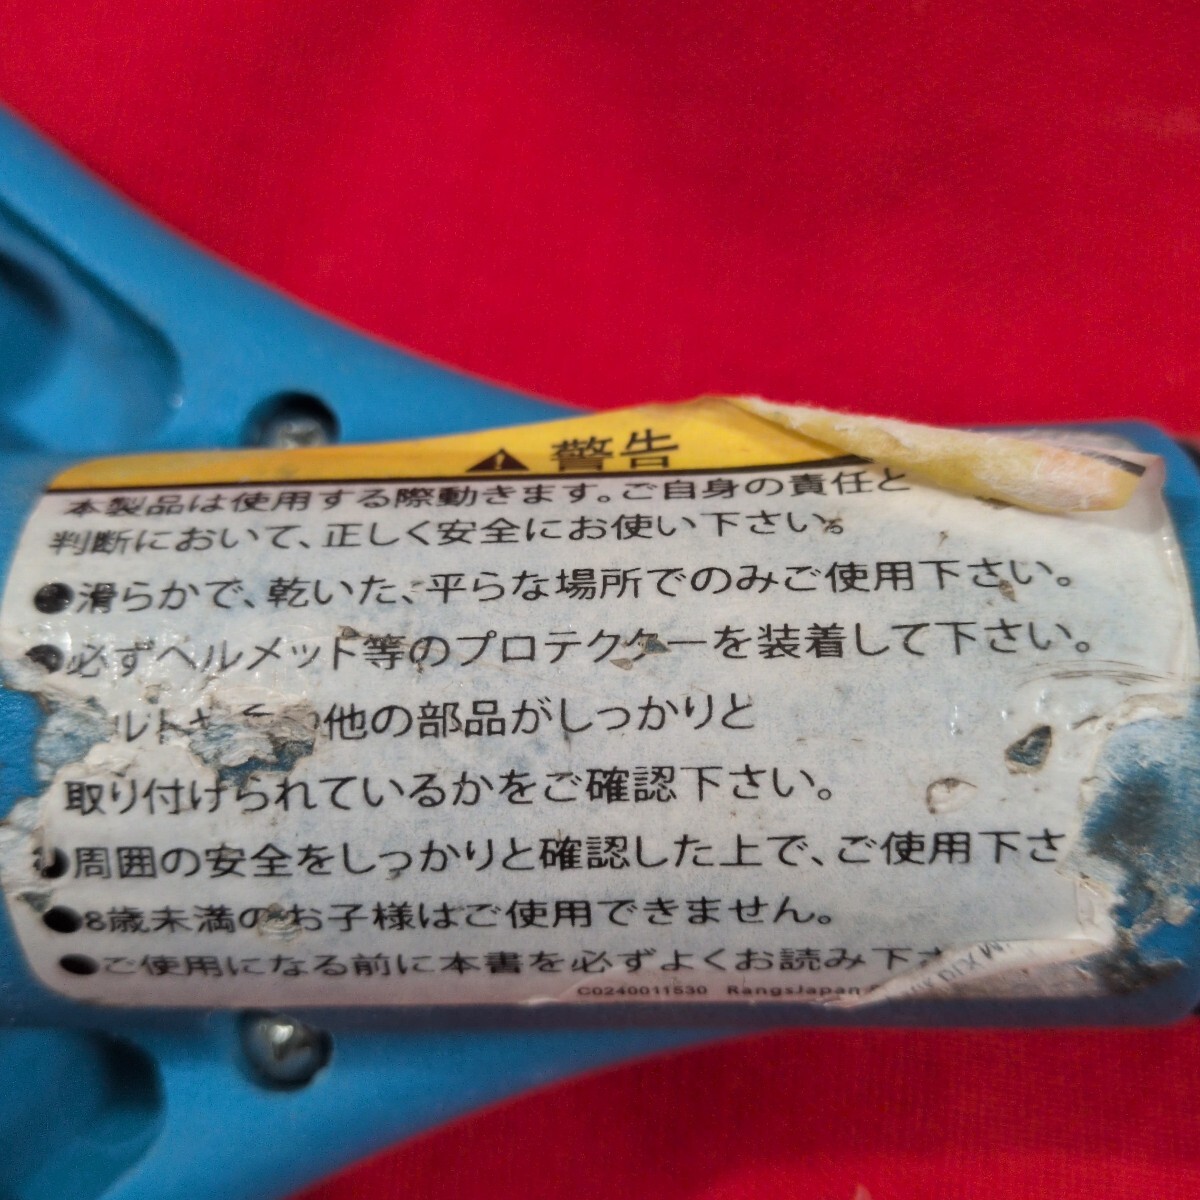 警告
本製品は使用する際動きます。ご自身の責任と
判断において、正しく安全にお使い下さい。
●滑らかで、乾いた、平らな場所でのみご使用下さい。
●必ずヘルメット等のプロテクターを装着して下さい。
ルト 他の部品がしっかりと
取り付けられているかをご確認下さい。
●周囲の安全をしっかりと確認した上で、ご使用下さ
●8歳未満のお子様はご使用できません。
●ご使用になる前に本書を必ずよくお読み下さ
C0240011530 RangsJapan